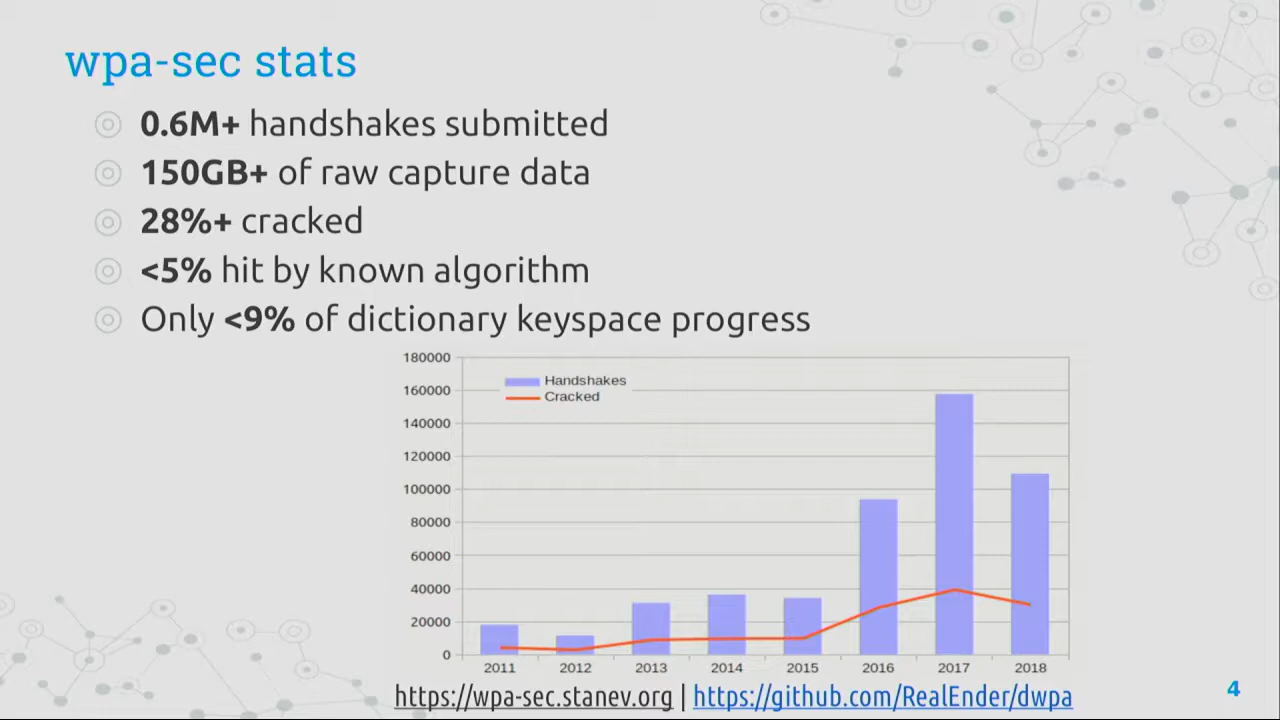 wpa-sec stats
0.6M+ handshakes submitted
150GB+ of raw capture data
28%+ cracked
<5% hit by known algorithm
Only <9% of dictionary keyspace progress
180000
160000
140000
120000
100000
80000
60000
40000
20000
0
Handshakes
Cracked
2011 2012 2013 2014 2015 2016 2017 2018
https://wpa-sec.stanev.org | https://github.com/RealEnder/dwpa
4